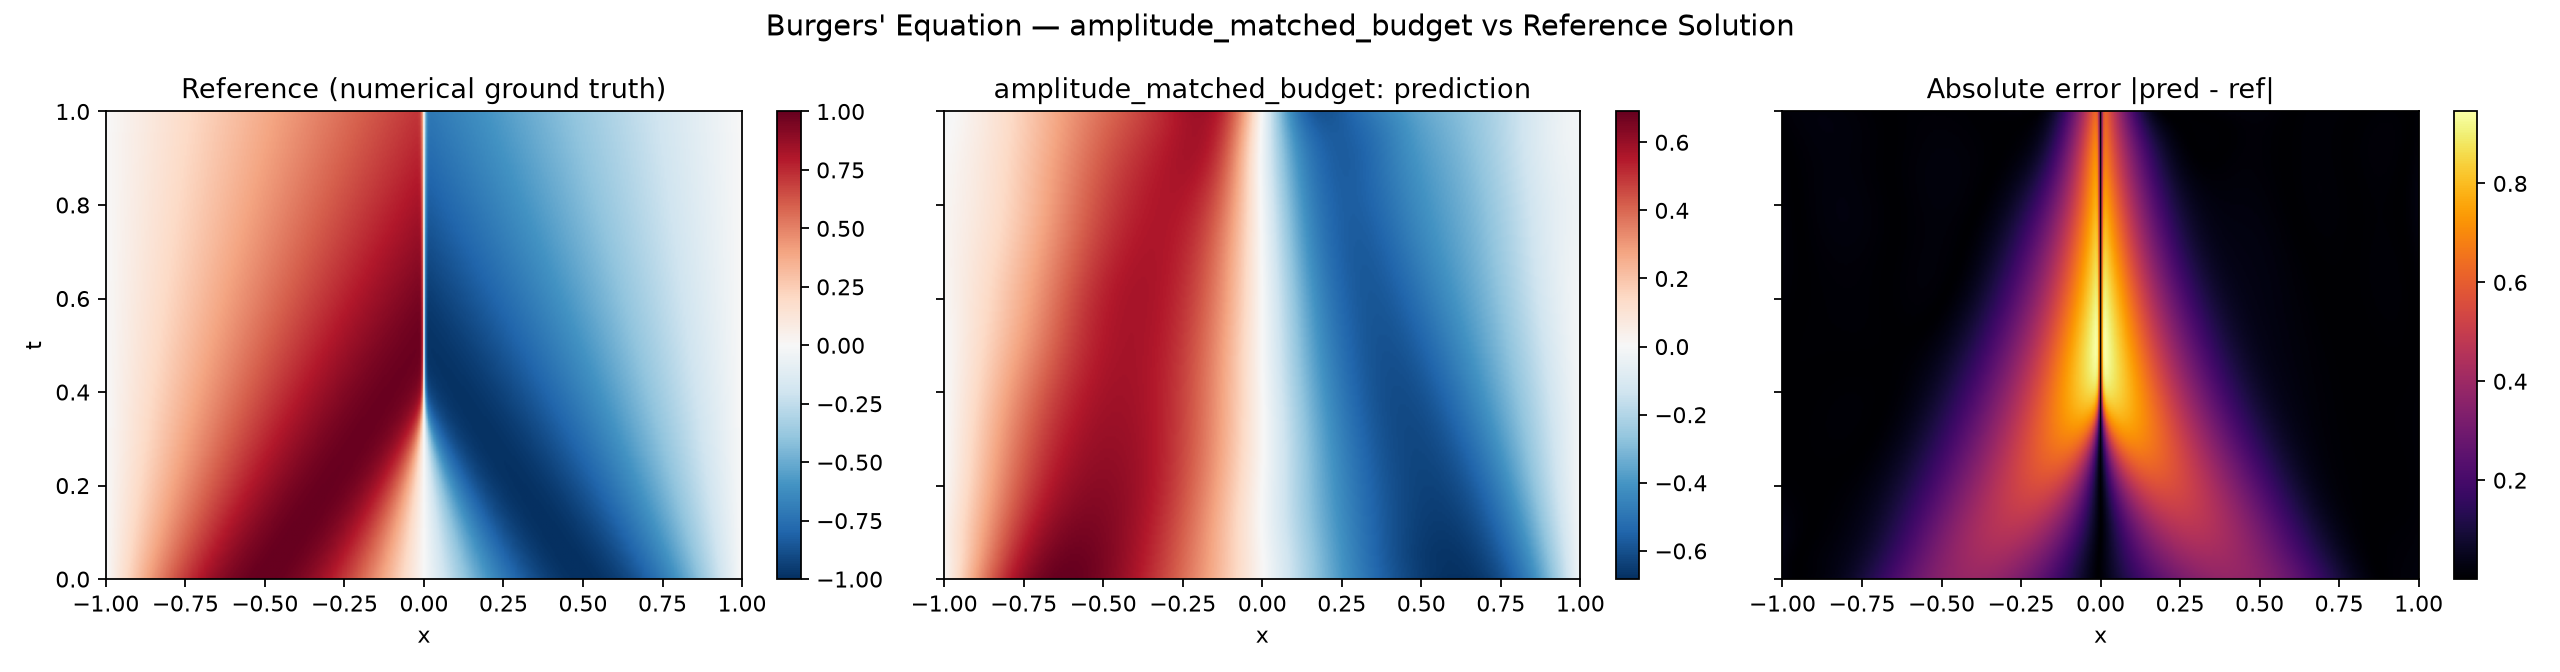 Burgers' Equation — amplitude_matched_budget vs Reference Solution
Reference (numerical ground truth)
amplitude_matched_budget: prediction
Absolute error |pred - ref|
t
1.0
0.8
0.6
0.4
0.2
0.0
−1.00 −0.75 −0.50 −0.25 0.00 0.25 0.50 0.75 1.00
x
1.00
0.75
0.50
0.25
0.00
−0.25
−0.50
−0.75
−1.00
−1.00 −0.75 −0.50 −0.25 0.00 0.25 0.50 0.75 1.00
x
0.6
0.4
0.2
0.0
−0.2
−0.4
−0.6
−1.00 −0.75 −0.50 −0.25 0.00 0.25 0.50 0.75 1.00
x
0.8
0.6
0.4
0.2